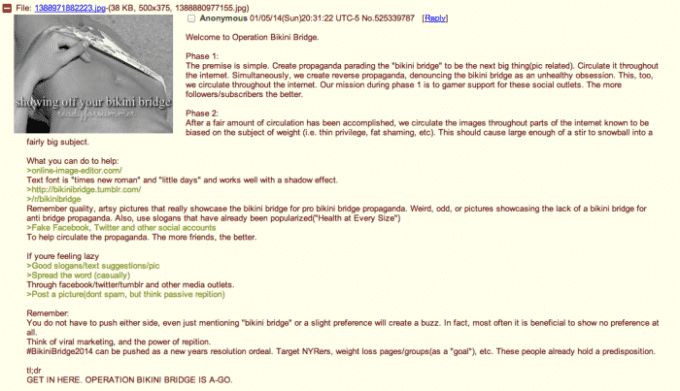 File: 1388971882223.jpg-(38 KB, 500x375, 1388880977155.jpg)
Anonymous 01/05/14(Sun)20:31:22 UTC-5 No.525339787 [Reply]
Welcome to Operation Bikini Bridge.
Phase 1:
The premise is simple. Create propaganda parading the "bikini bridge" to be the next big thing(pic related). Circulate it throughout
the internet. Simultaneously, we create reverse propaganda, denouncing the bikini bridge as an unhealthy obsession. This, too,
we circulate throughout the internet. Our mission during phase 1 is to garner support for these social outlets. The more
followers/subscribers the better.
showing off your bikini bridge
ready for summer
Phase 2:
After a fair amount of circulation has been accomplished, we circulate the images throughout parts of the internet known to be
biased on the subject of weight (i.e. thin privilege, fat shaming, etc). This should cause large enough of a stir to snowball into a
fairly big subject.
What you can do to help:
>online-image-editor.com/
Text font is "times new roman" and "little days" and works well with a shadow effect.
>http://bikinibridge.tumblr.com/
>/r/bikinibridge
Remember quality, artsy pictures that really showcase the bikini bridge for pro bikini bridge propaganda. Weird, odd, or pictures showcasing the lack of a bikini bridge for
anti bridge propaganda. Also, use slogans that have already been popularized("Health at Every Size")
>Fake Facebook, Twitter and other social accounts
To help circulate the propaganda. The more friends, the better.
If youre feeling lazy
>Good slogans/text suggestions/pic
>Spread the word (casually)
Through facebook/twitter/tumblr and other media outlets.
>Post a picture(dont spam, but think passive repition)
Remember:
You do not have to push either side, even just mentioning "bikini bridge" or a slight preference will create a buzz. In fact, most often it is beneficial to show no preference at
all.
Think of viral marketing, and the power of repition.
#BikiniBridge2014 can be pushed as a new years resolution ordeal. Target NYRers, weight loss pages/groups(as a "goal"), etc. These people already hold a predisposition.
tl;dr
GET IN HERE. OPERATION BIKINI BRIDGE IS A-GO.